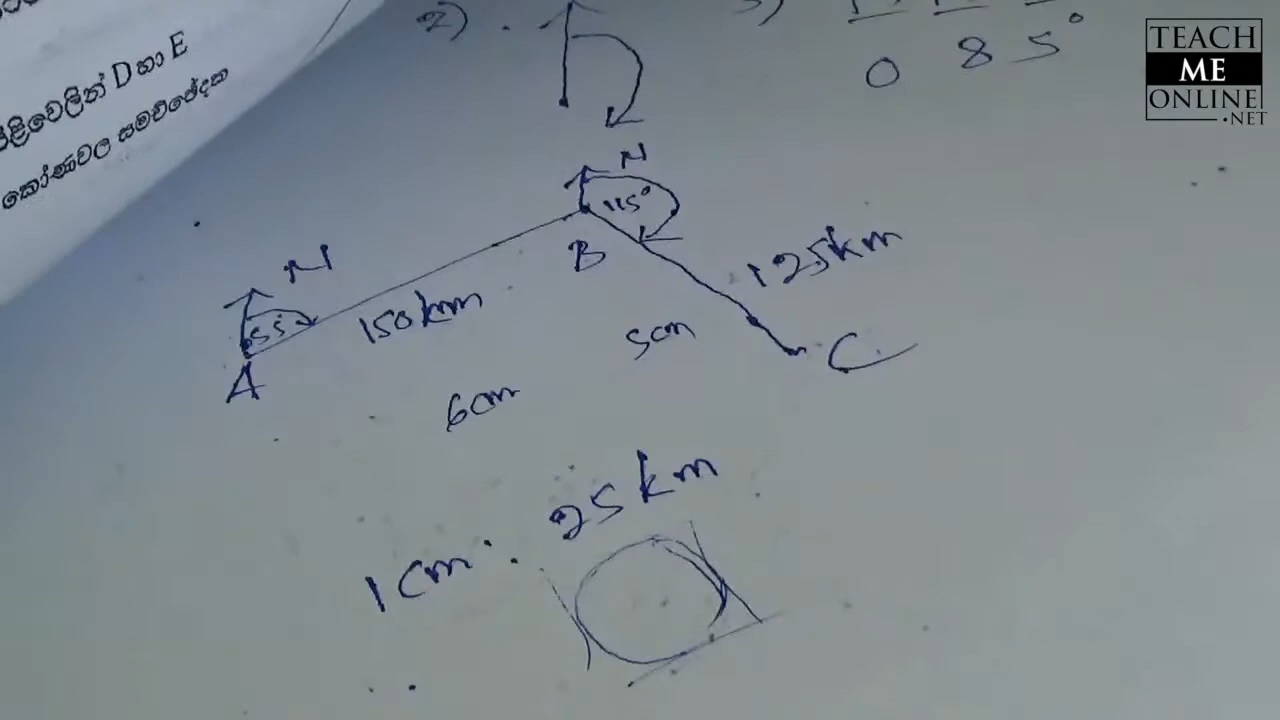 පිළිවෙලින් D හා E
කෝණවල සමච්ඡේදක
2).
3)
0 8 5°
TEACH
ME
ONLINE
.NET
N
115°
B
N
55°
A
150km
125km
5cm
C
6cm
1cm : 25km